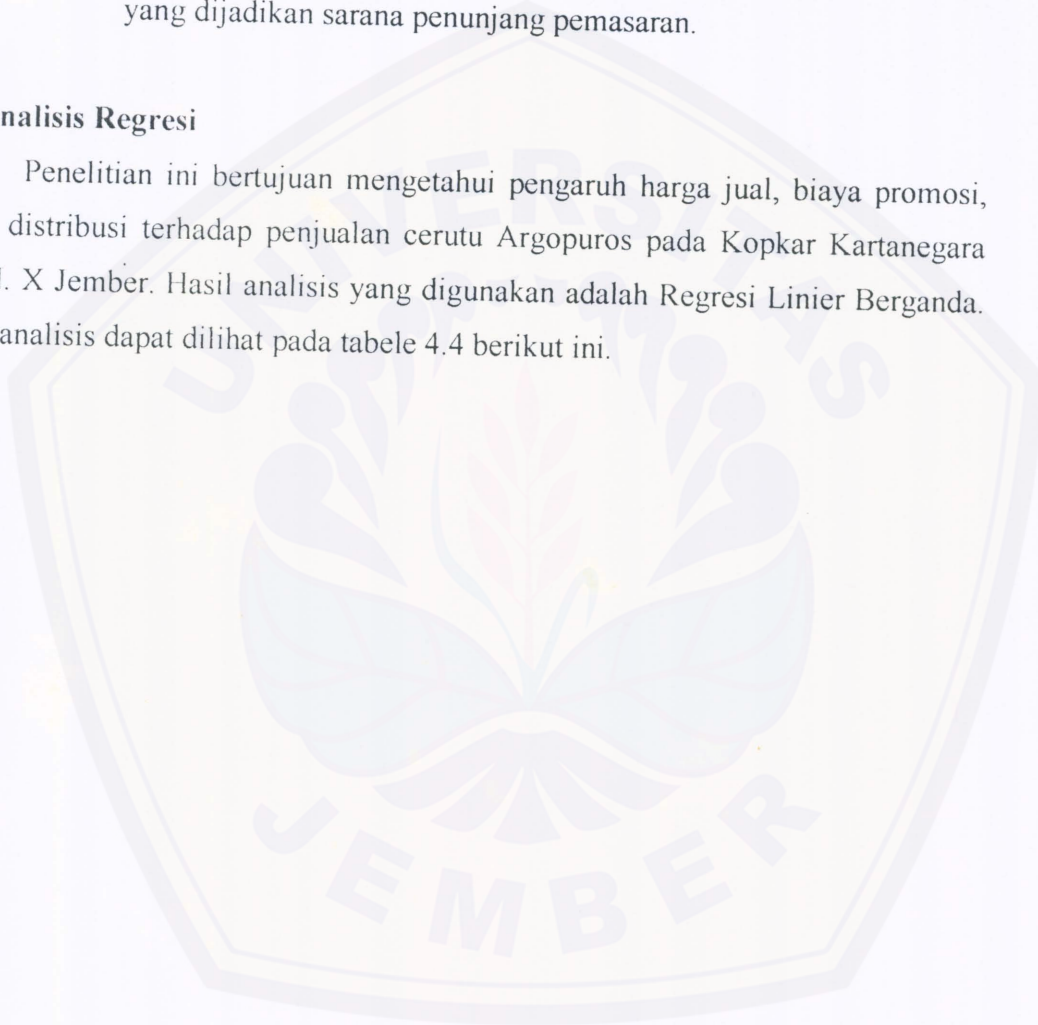 yang dijadikan sarana penunjang pemasaran.
nalisis Regresi
Penelitian ini bertujuan mengetahui pengaruh harga jual, biaya promosi,
distribusi terhadap penjualan cerutu Argopuros pada Kopkar Kartanegara
. X Jember. Hasil analisis yang digunakan adalah Regresi Linier Berganda.
analisis dapat dilihat pada tabele 4.4 berikut ini.
UNIVERSITAS
JEMBER